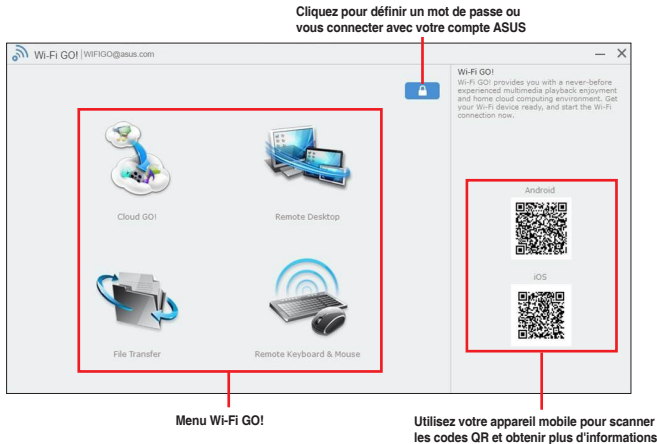 Cliquez pour définir un mot de passe ou
vous connecter avec votre compte ASUS
Wi-Fi GO! | WIFIGO@asus.com
Wi-Fi GO!
Wi-Fi GO! provides you with a never-before
experienced multimedia playback enjoyment
and home cloud computing environment. Get
your Wi-Fi device ready, and start the Wi-Fi
connection now.
Cloud GO!
Remote Desktop
File Transfer
Remote Keyboard & Mouse
Android
iOS
Menu Wi-Fi GO!
Utilisez votre appareil mobile pour scanner
les codes QR et obtenir plus d'informations